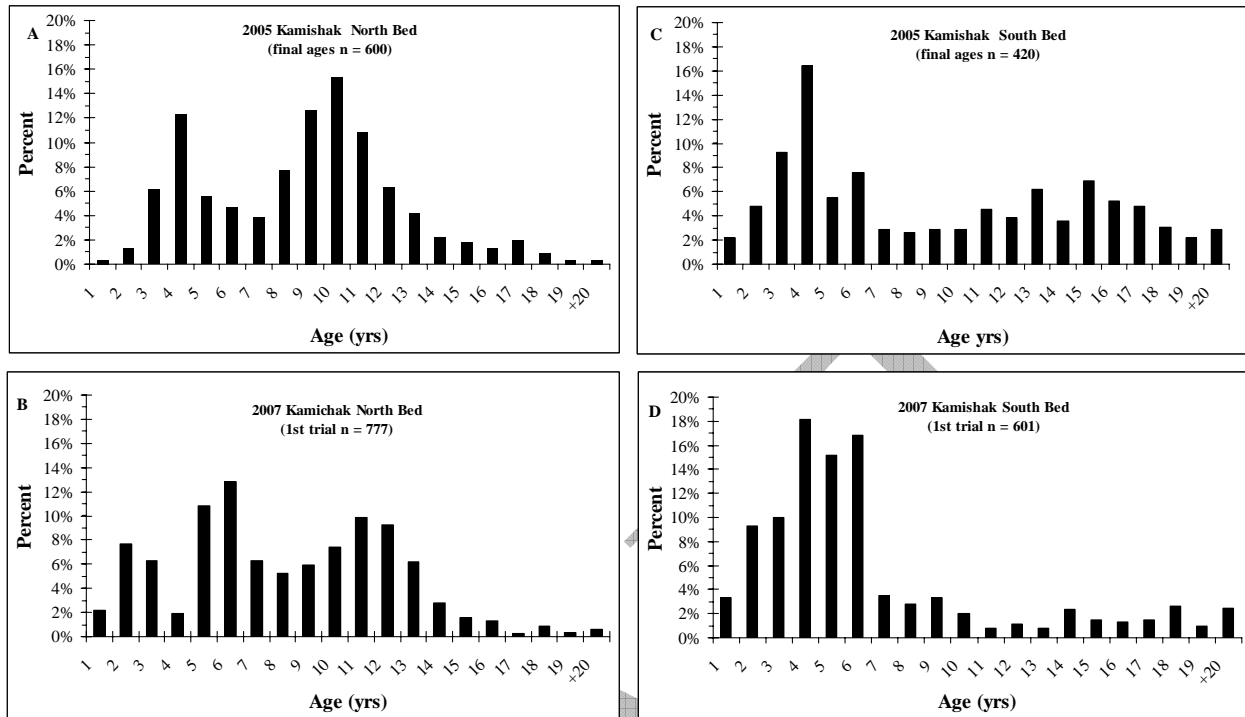 A
2005 Kamishak North Bed
(final ages n = 600)
20%
18%
16%
14%
12%
10%
8%
6%
4%
2%
0%
Percent
1 2 3 4 5 6 7 8 9 10 11 12 13 14 15 16 17 18 19 +20
Age (yrs)
C
2005 Kamishak South Bed
(final ages n = 420)
20%
18%
16%
14%
12%
10%
8%
6%
4%
2%
0%
Percent
1 2 3 4 5 6 7 8 9 10 11 12 13 14 15 16 17 18 19 +20
Age yrs)
B
2007 Kamichak North Bed
(1st trial n = 777)
20%
18%
16%
14%
12%
10%
8%
6%
4%
2%
0%
Percent
1 2 3 4 5 6 7 8 9 10 11 12 13 14 15 16 17 18 19 +20
Age (yrs)
D
2007 Kamishak South Bed
(1st trial n = 601)
20%
18%
16%
14%
12%
10%
8%
6%
4%
2%
0%
Percent
1 2 3 4 5 6 7 8 9 10 11 12 13 14 15 16 17 18 19 +20
Age (yrs)